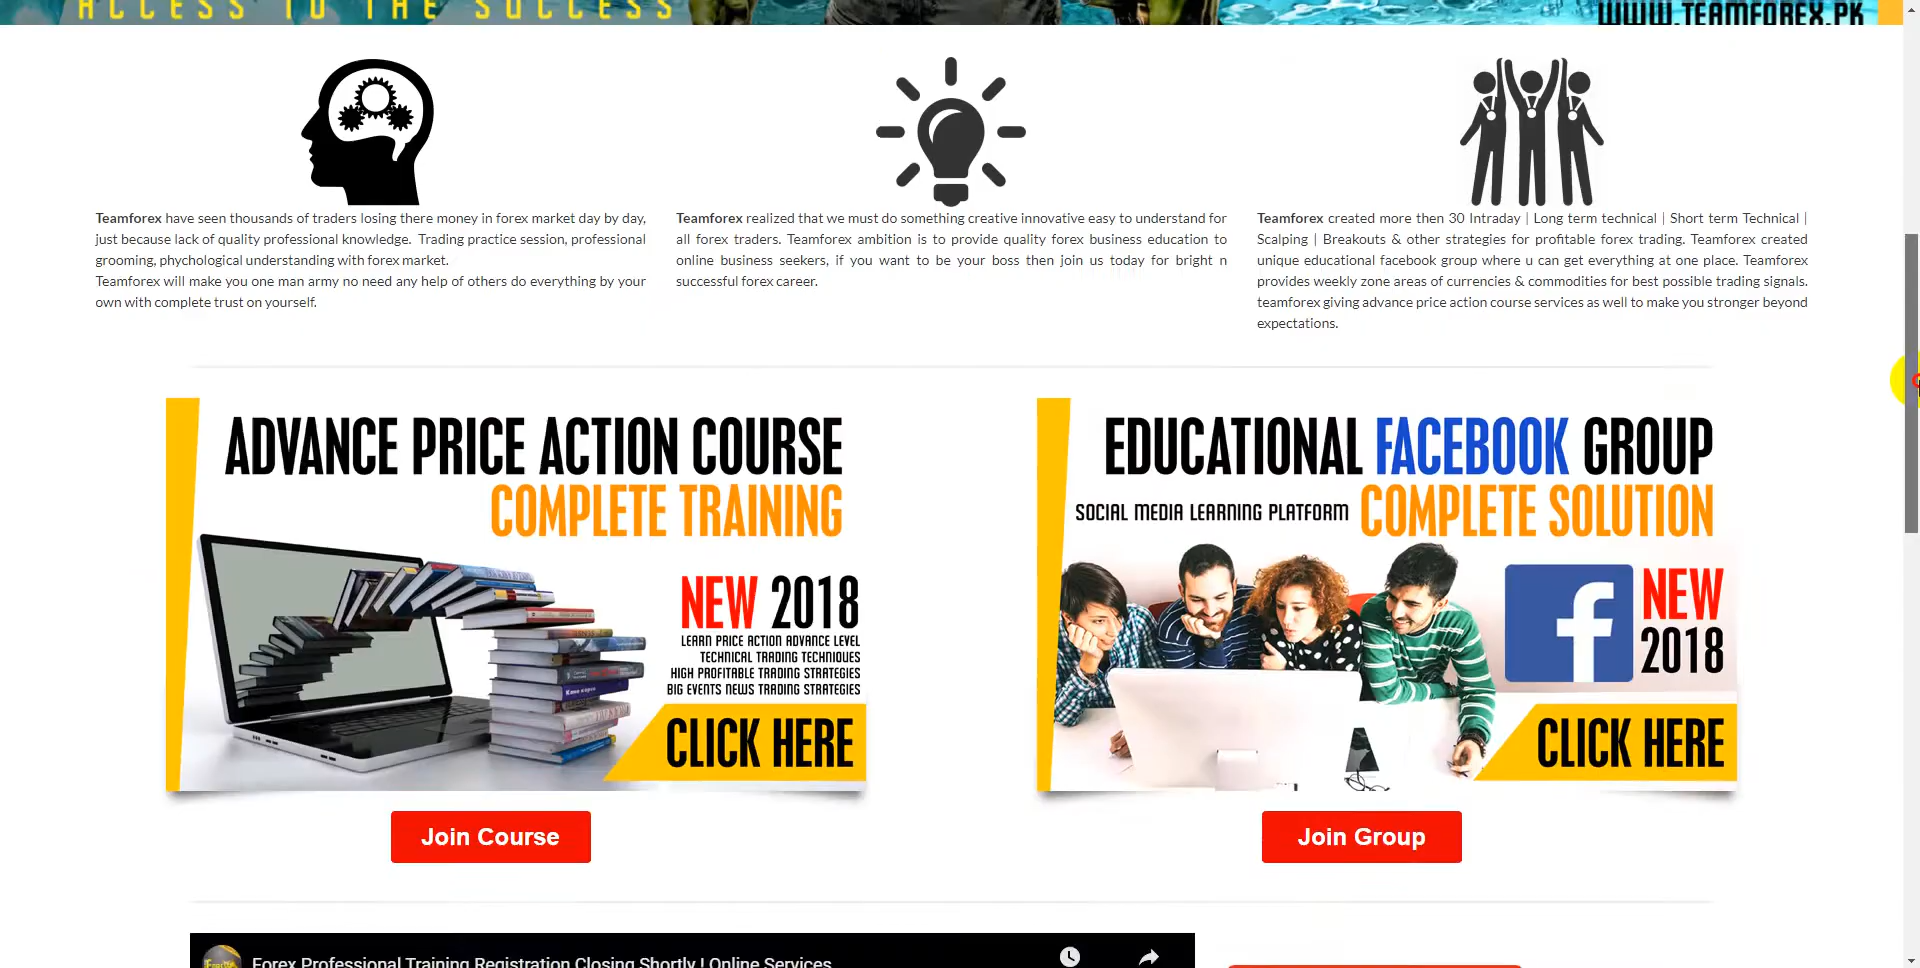 ACCESS TO THE SUCCESS
WWW.TEAMFOREX.PK
Teamforex have seen thousands of traders losing there money in forex market day by day,
just because lack of quality professional knowledge. Trading practice session, professional
grooming, phychological understanding with forex market.
Teamforex will make you one man army no need any help of others do everything by your
own with complete trust on yourself.
Teamforex realized that we must do something creative innovative easy to understand for
all forex traders. Teamforex ambition is to provide quality forex business education to
online business seekers, if you want to be your boss then join us today for bright n
successful forex career.
Teamforex created more then 30 Intraday | Long term technical | Short term Technical |
Scalping | Breakouts & other strategies for profitable forex trading. Teamforex created
unique educational facebook group where u can get everything at one place. Teamforex
provides weekly zone areas of currencies & commodities for best possible trading signals.
teamforex giving advance price action course services as well to make you stronger beyond
expectations.
ADVANCE PRICE ACTION COURSE
COMPLETE TRAINING
NEW 2018
LEARN PRICE ACTION ADVANCE LEVEL
TECHNICAL TRADING TECHNIQUES
HIGH PROFITABLE TRADING STRATEGIES
BIG EVENTS NEWS TRADING STRATEGIES
CLICK HERE
Join Course
EDUCATIONAL FACEBOOK GROUP
SOCIAL MEDIA LEARNING PLATFORM COMPLETE SOLUTION
f
NEW
2018
CLICK HERE
Join Group
Forex Professional Training Registration Closing Shortly | Online Services